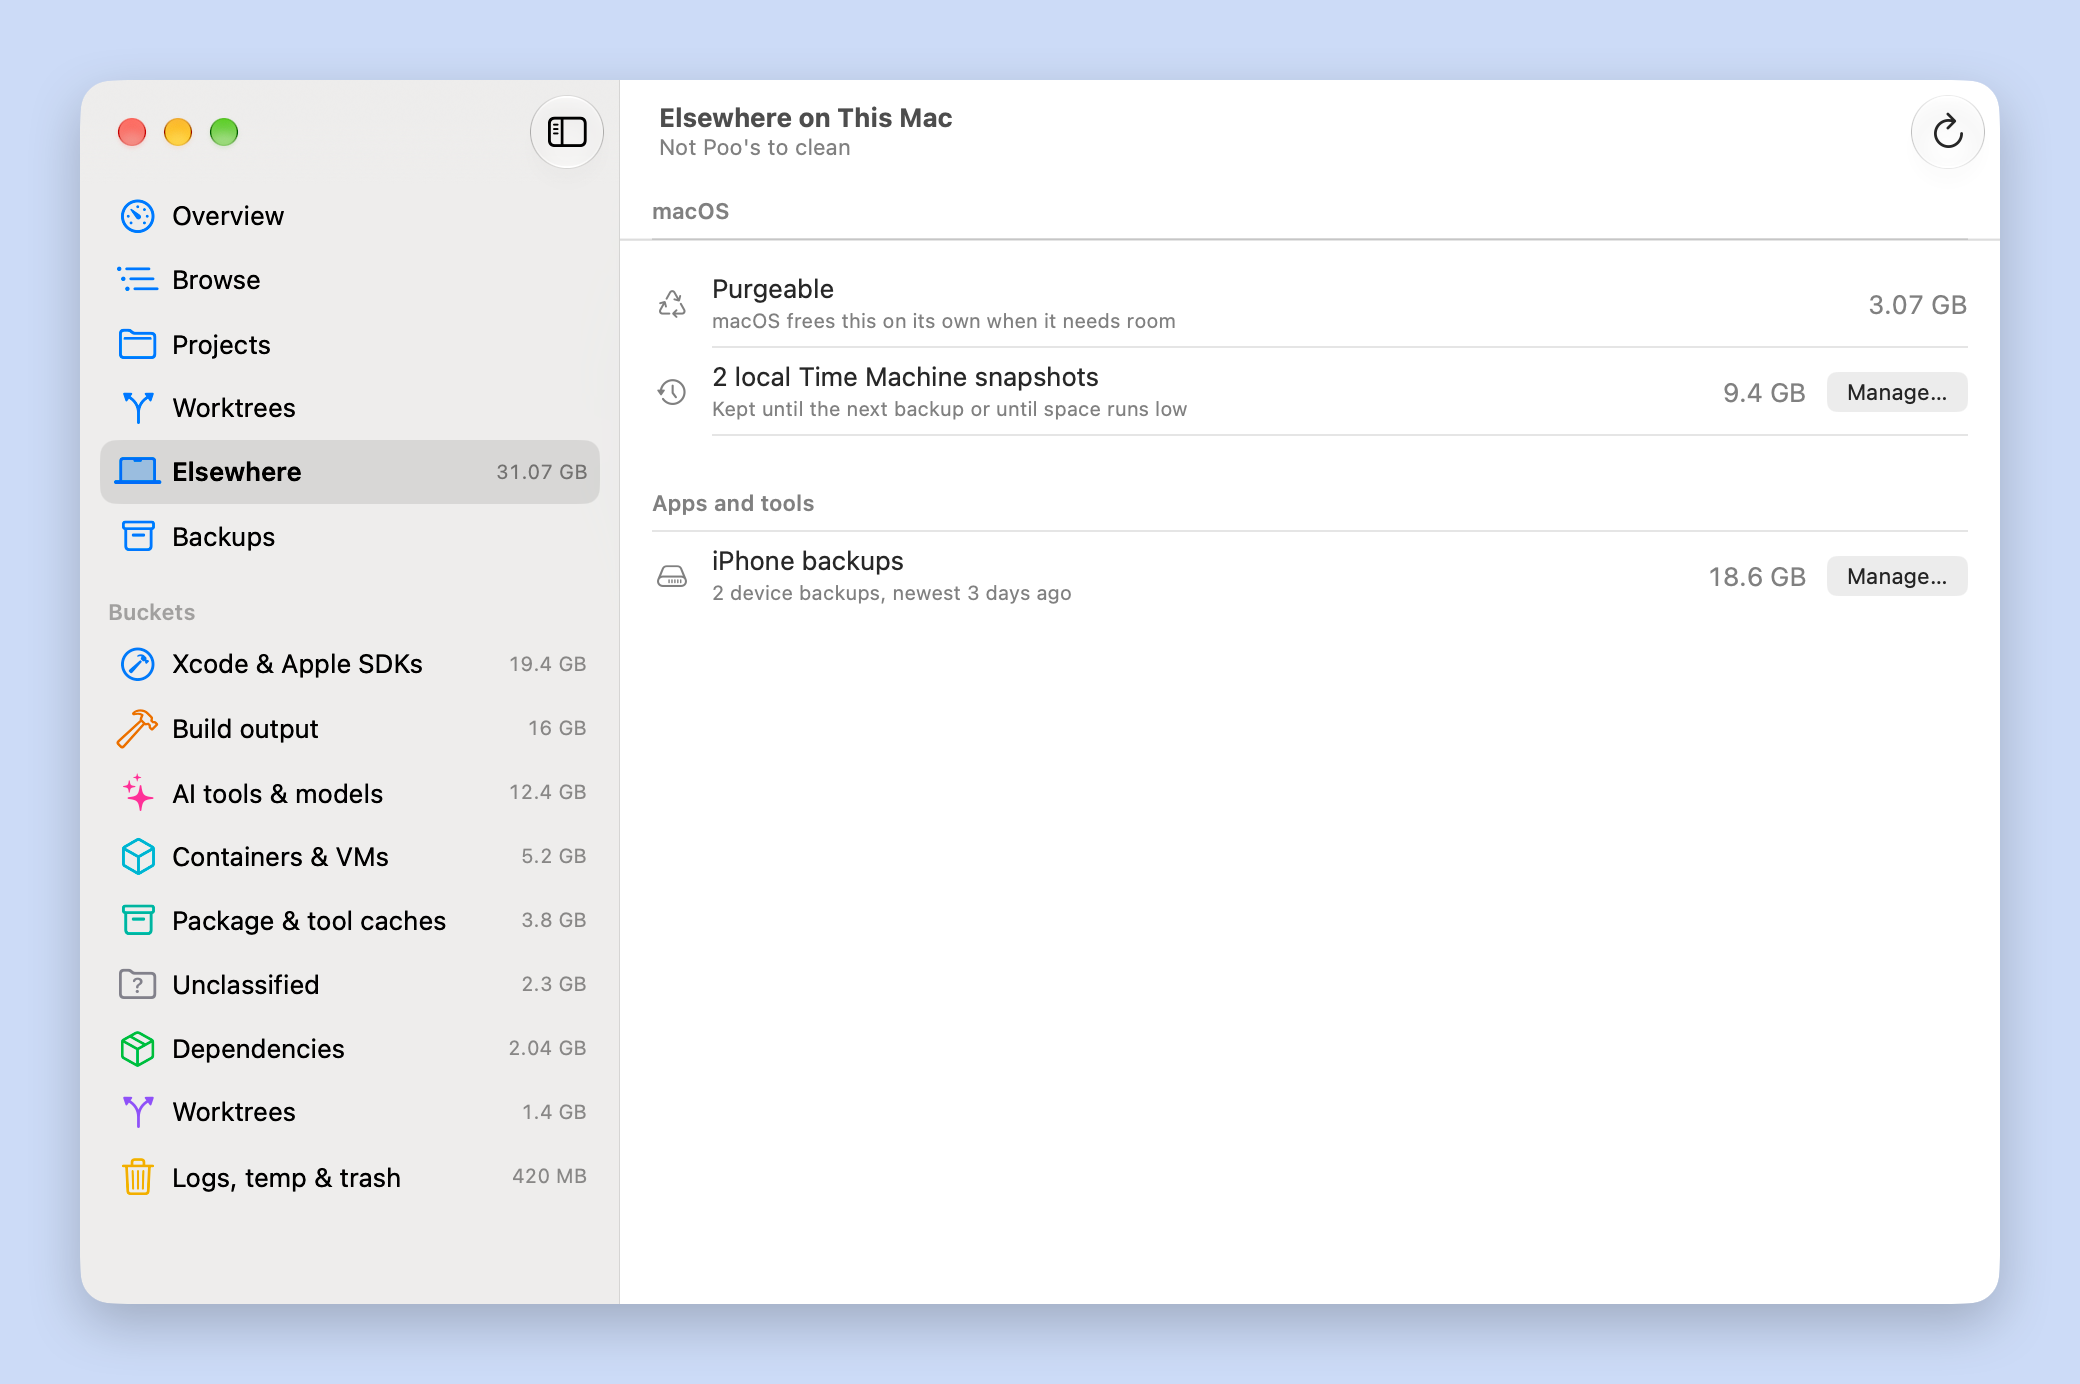 Elsewhere on This Mac
Not Poo's to clean
Overview
Browse
Projects
Worktrees
Elsewhere 31.07 GB
Backups
Buckets
Xcode & Apple SDKs 19.4 GB
Build output 16 GB
AI tools & models 12.4 GB
Containers & VMs 5.2 GB
Package & tool caches 3.8 GB
? Unclassified 2.3 GB
Dependencies 2.04 GB
Worktrees 1.4 GB
Logs, temp & trash 420 MB
macOS
Purgeable
macOS frees this on its own when it needs room
3.07 GB
2 local Time Machine snapshots
Kept until the next backup or until space runs low
9.4 GB Manage...
Apps and tools
iPhone backups
2 device backups, newest 3 days ago
18.6 GB Manage...